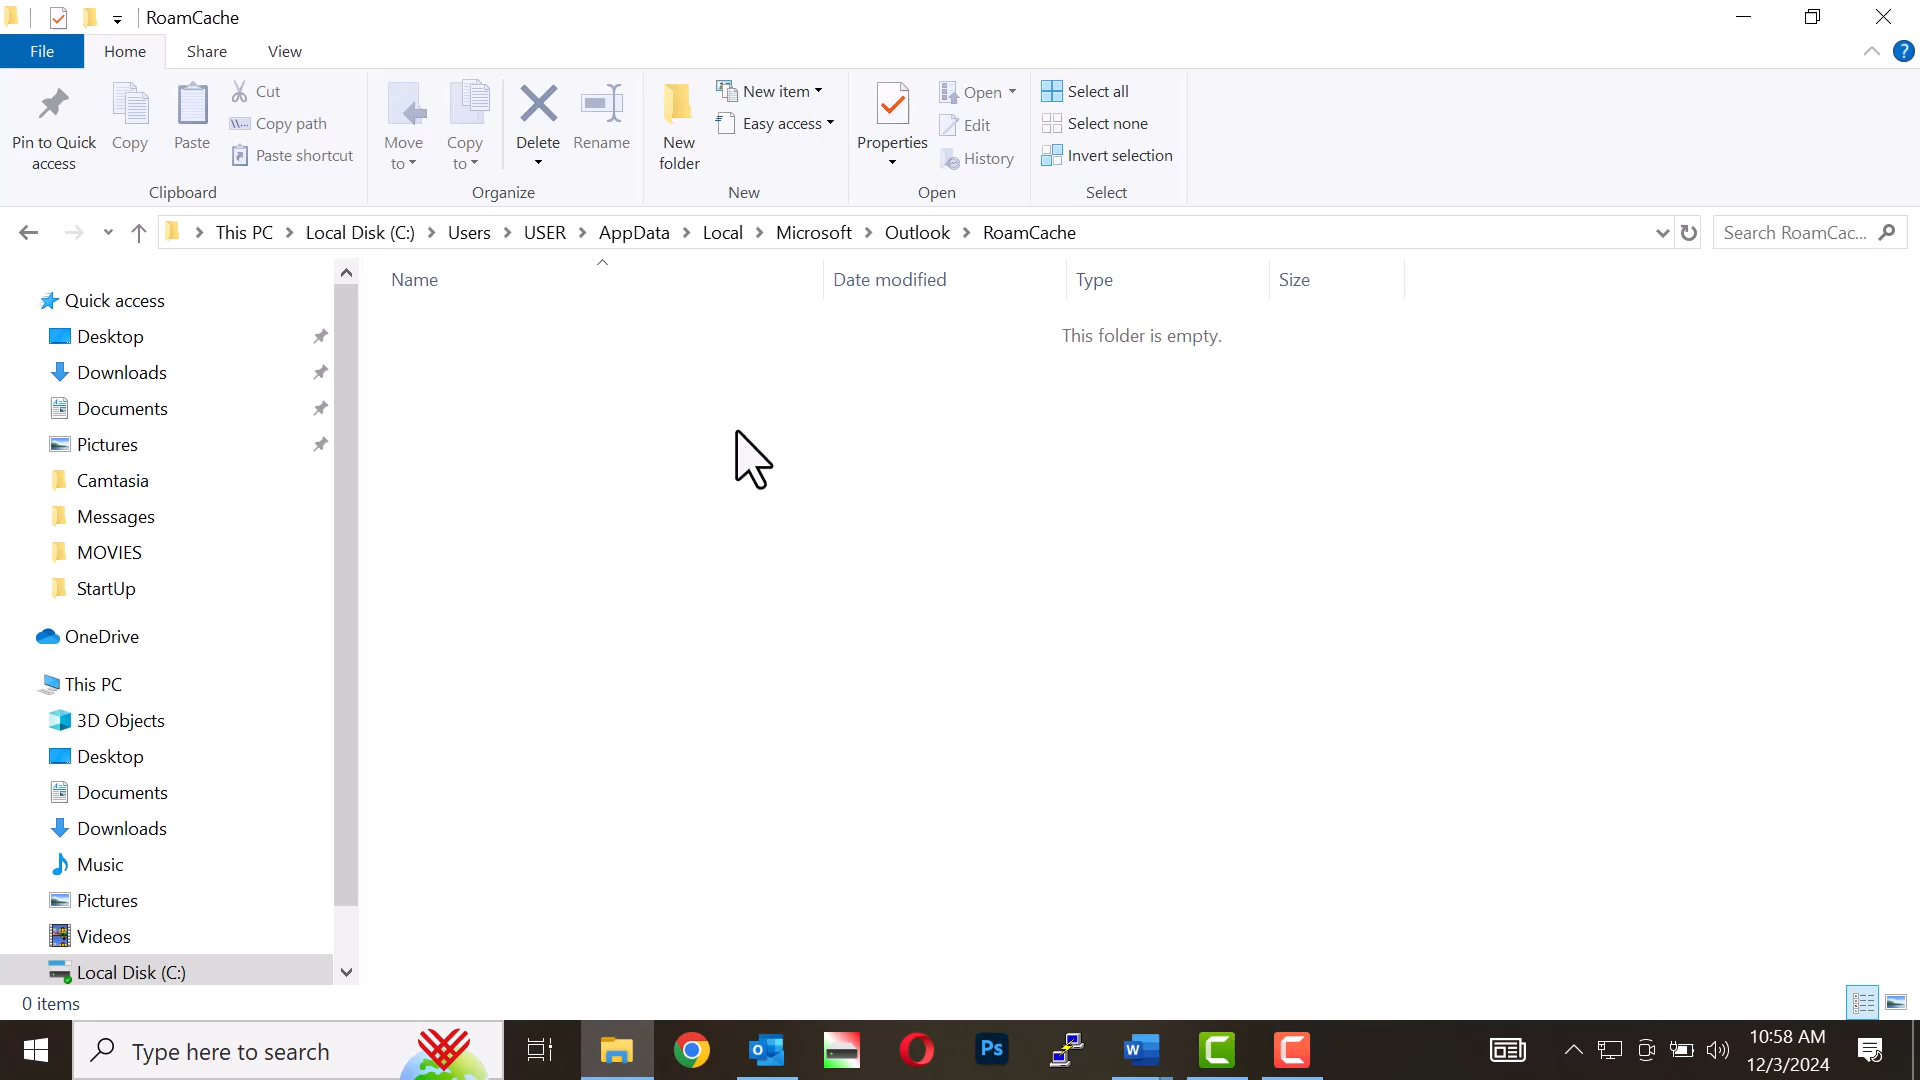 RoamCache
File Home Share View
?
Pin to Quick access
Copy
Paste
Cut
Copy path
Paste shortcut
Clipboard
Move to
Copy to
Delete
Rename
Organize
New folder
New item
Easy access
New
Properties
Open
Edit
History
Open
Select all
Select none
Invert selection
Select
This PC Local Disk (C:) Users USER AppData Local Microsoft Outlook RoamCache
Search RoamCac...
Name Date modified Type Size
This folder is empty.
Quick access
Desktop
Downloads
Documents
Pictures
Camtasia
Messages
MOVIES
StartUp
OneDrive
This PC
3D Objects
Desktop
Documents
Downloads
Music
Pictures
Videos
Local Disk (C:)
0 items
Type here to search
Ps
10:58 AM
12/3/2024